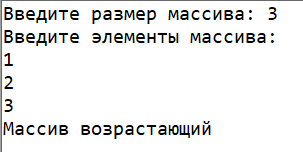 Введите размер массива: 3
Введите элементы массива:
1
2
3
Массив возрастающий